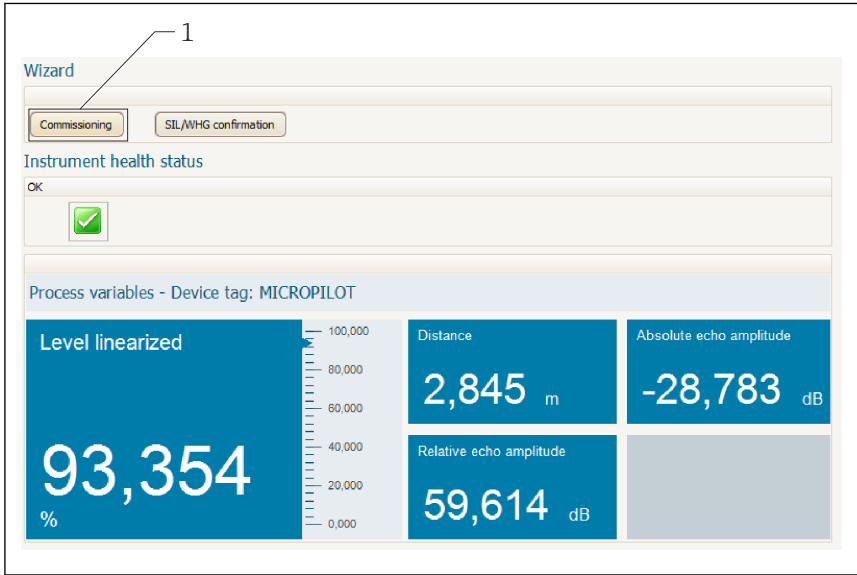 1
Wizard
Commissioning
SIL/WHG confirmation
Instrument health status
OK
Process variables - Device tag: MICROPILOT
Level linearized
93,354
%
100,000
80,000
60,000
40,000
20,000
0,000
Distance
2,845 m
Absolute echo amplitude
-28,783 dB
Relative echo amplitude
59,614 dB